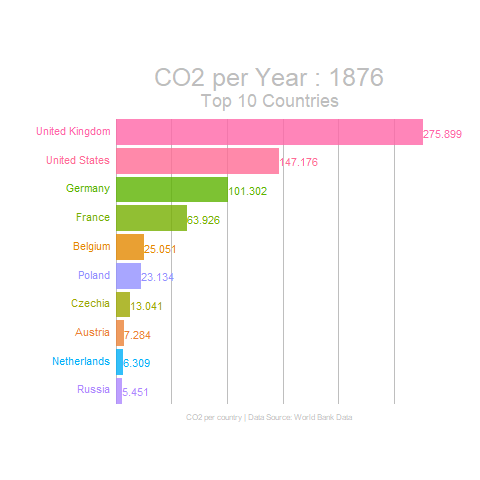 CO2 per Year : 1876
Top 10 Countries
United Kingdom 275.899
United States 147.176
Germany 101.302
France 63.926
Belgium 25.051
Poland 23.134
Czechia 13.041
Austria 7.284
Netherlands 6.309
Russia 5.451
CO2 per country | Data Source: World Bank Data